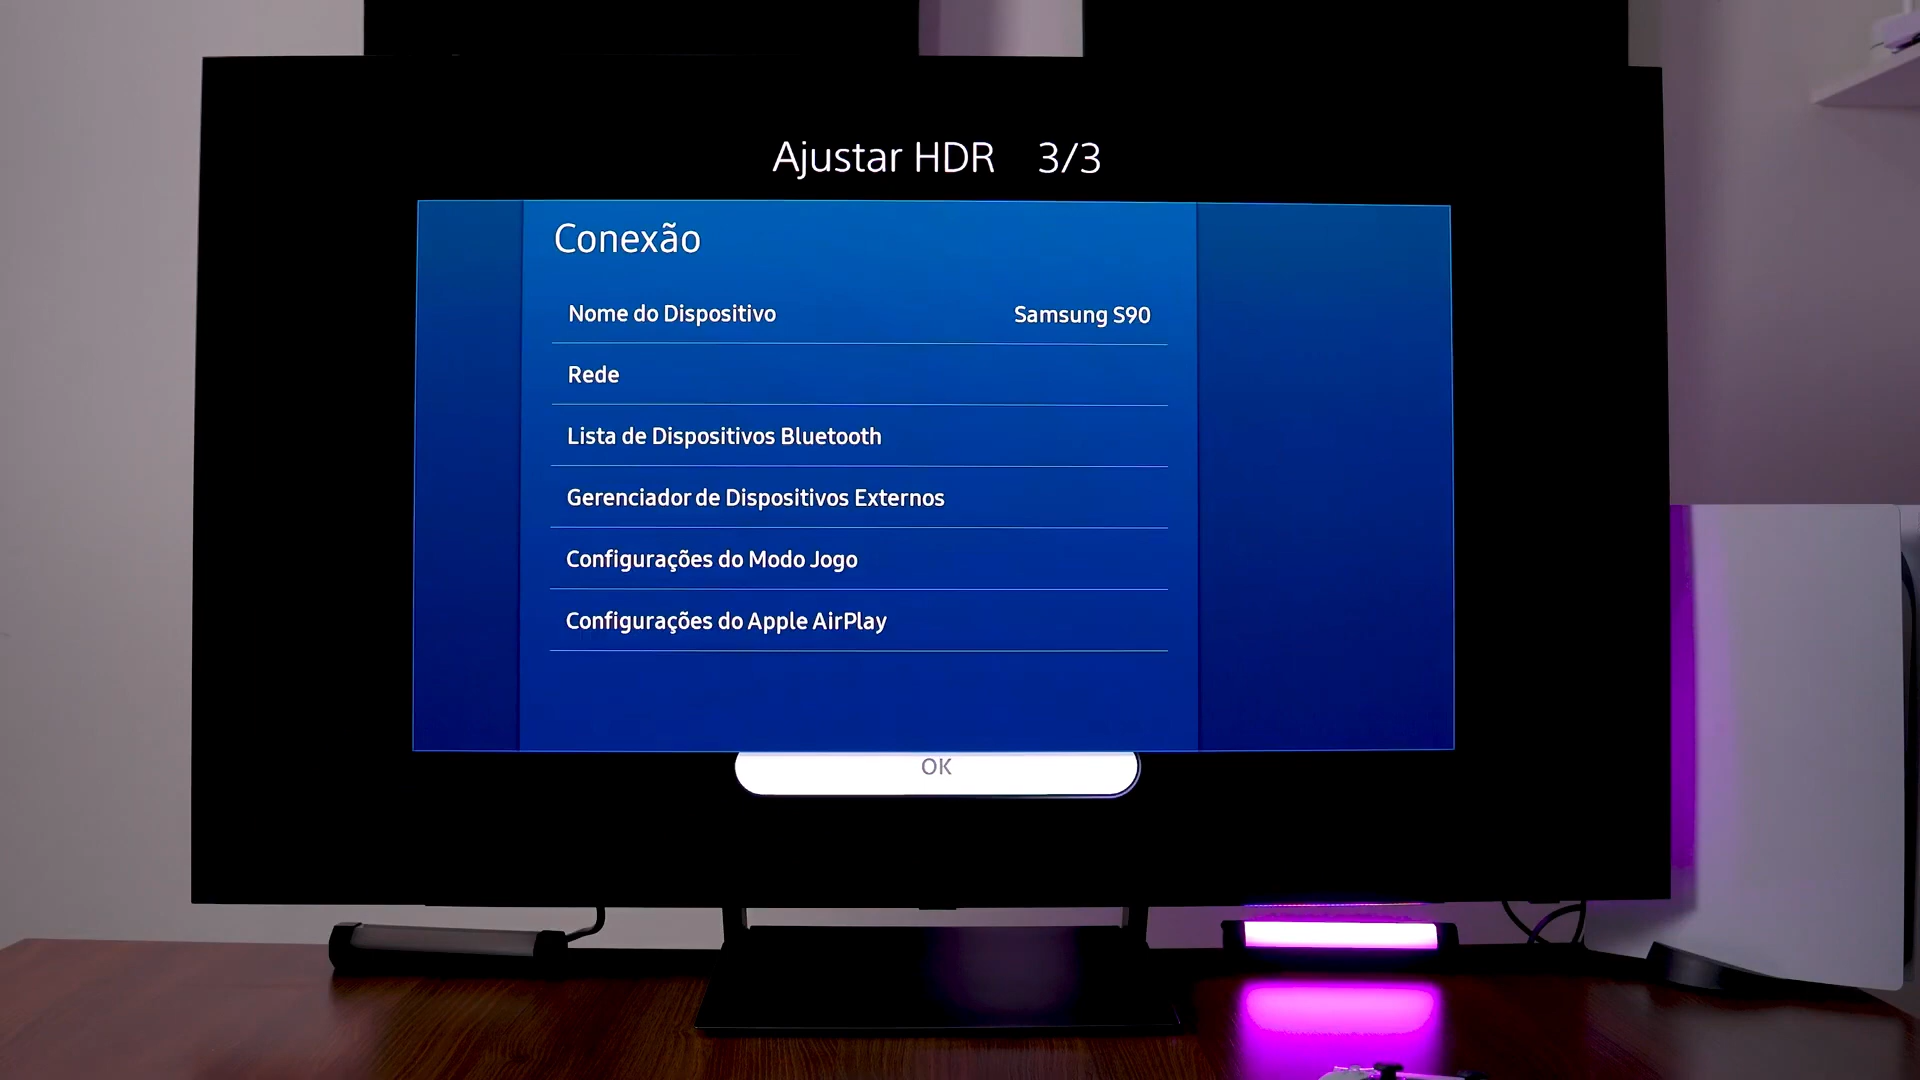 Ajustar HDR 3/3
Conexão
Nome do Dispositivo Samsung S90
Rede
Lista de Dispositivos Bluetooth
Gerenciador de Dispositivos Externos
Configurações do Modo Jogo
Configurações do Apple AirPlay
OK